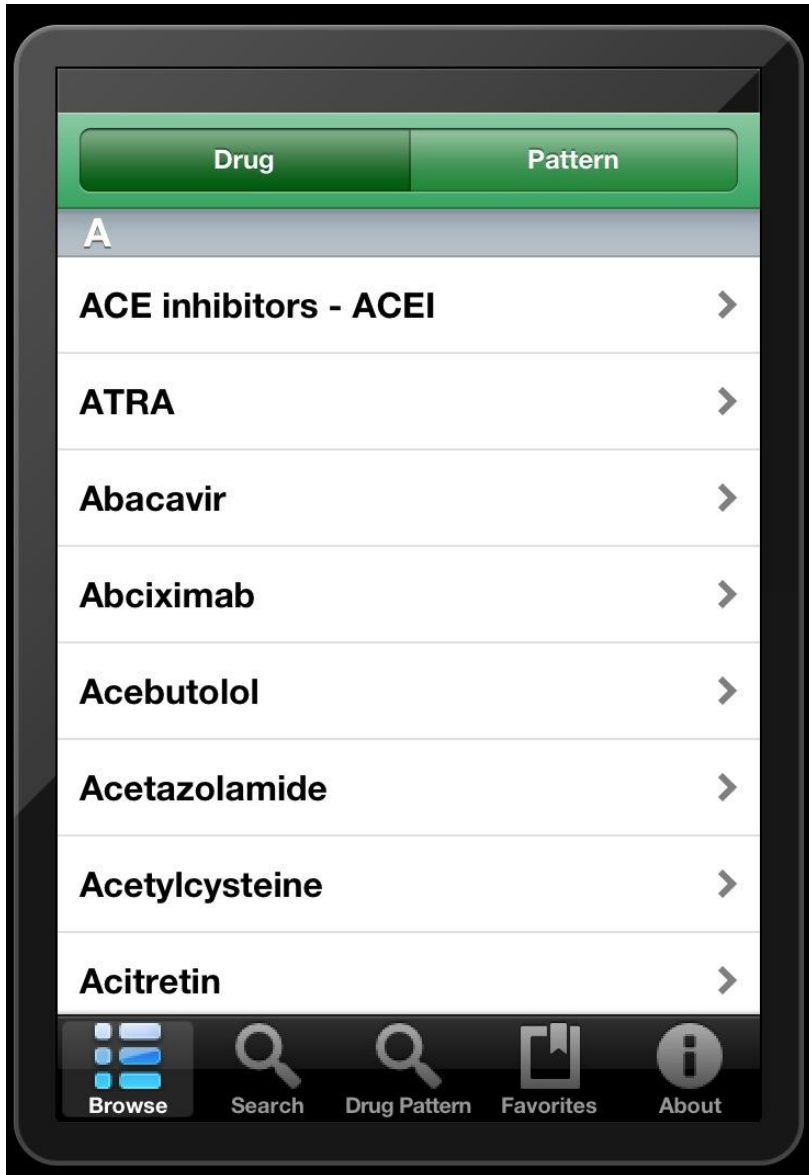 Drug Pattern
A
ACE inhibitors - ACEI
ATRA
Abacavir
Abciximab
Acebutolol
Acetazolamide
Acetylcysteine
Acitretin
Browse Search Drug Pattern Favorites About